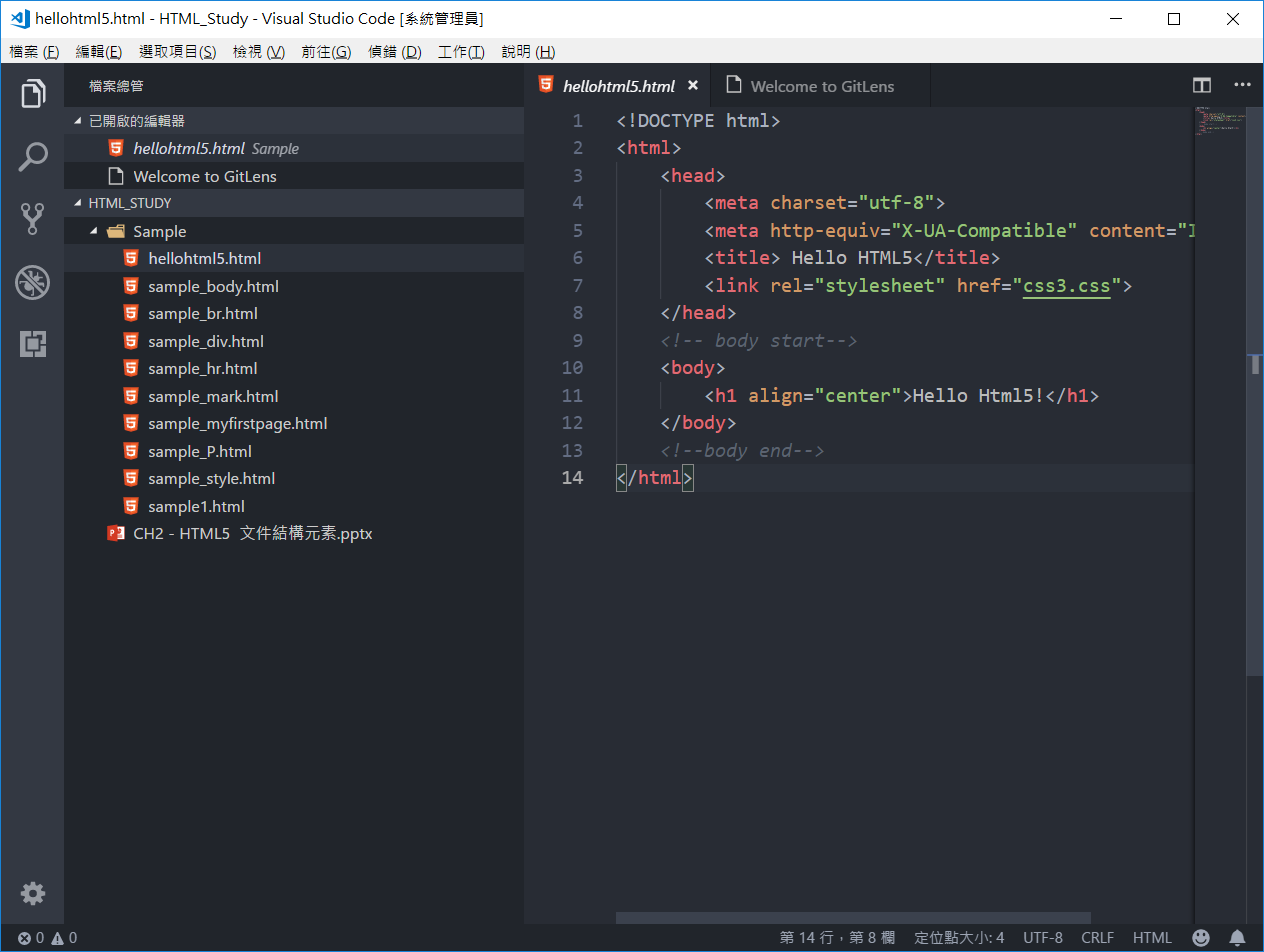 hellohtml5.html - HTML_Study - Visual Studio Code [系統管理員]
檔案 (F) 編輯(E) 選取項目(S) 檢視 (V) 前往(G) 偵錯 (D) 工作(T) 說明 (H)
檔案總管
已開啟的編輯器
hellohtml5.html Sample
Welcome to GitLens
HTML_STUDY
Sample
hellohtml5.html
sample_body.html
sample_br.html
sample_div.html
sample_hr.html
sample_mark.html
sample_myfirstpage.html
sample_P.html
sample_style.html
sample1.html
CH2 - HTML5 文件結構元素.pptx
hellohtml5.html Welcome to GitLens
1 <!DOCTYPE html>
2 <html>
3 <head>
4 <meta charset="utf-8">
5 <meta http-equiv="X-UA-Compatible" content="I
6 <title> Hello HTML5</title>
7 <link rel="stylesheet" href="css3.css">
8 </head>
9 <!-- body start-->
10 <body>
11 <h1 align="center">Hello Html5!</h1>
12 </body>
13 <!--body end-->
14 </html>
0 0 第 14 行，第 8 欄 定位點大小: 4 UTF-8 CRLF HTML